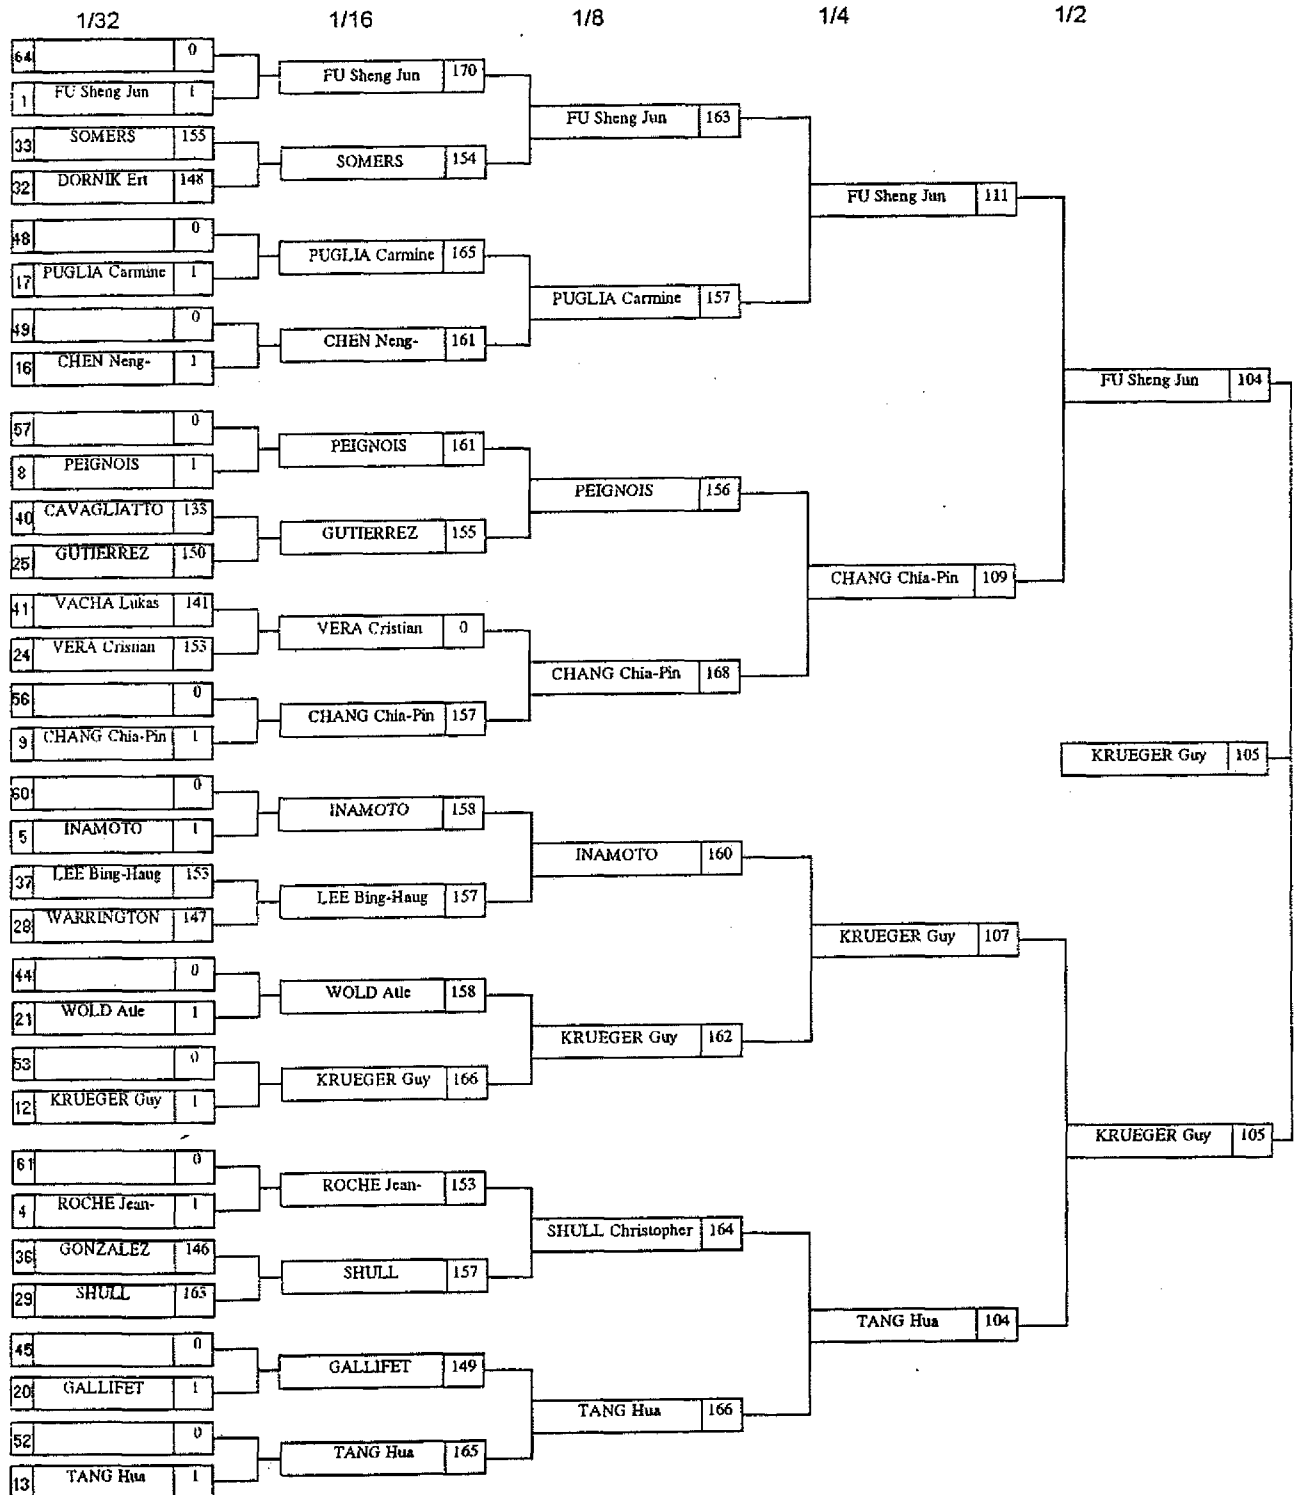 1/32 1/16 1/8 1/4 1/2
64 0
1 FU Sheng Jun 1
33 SOMERS 155
32 DORNIK Ert 148
48 0
17 PUGLIA Carmine 1
49 0
16 CHEN Neng- 1
57 0
8 PEIGNOIS 1
40 CAVAGLIATTO 133
25 GUTIERREZ 150
41 VACHA Lukas 141
24 VERA Cristian 153
56 0
9 CHANG Chia-Pin 1
60 0
5 INAMOTO 1
37 LEE Bing-Haug 153
28 WARRINGTON 147
44 0
21 WOLD Atle 1
53 0
12 KRUEGER Guy 1
61 0
4 ROCHE Jean- 1
36 GONZALEZ 146
29 SHULL 163
45 0
20 GALLIFET 1
52 0
13 TANG Hua 1
FU Sheng Jun 170
SOMERS 154
PUGLIA Carmine 165
CHEN Neng- 161
PEIGNOIS 161
GUTIERREZ 155
VERA Cristian 0
CHANG Chia-Pin 157
INAMOTO 158
LEE Bing-Haug 157
WOLD Atle 158
KRUEGER Guy 166
ROCHE Jean- 153
SHULL 157
GALLIFET 149
TANG Hua 165
FU Sheng Jun 163
PUGLIA Carmine 157
PEIGNOIS 156
CHANG Chia-Pin 168
INAMOTO 160
KRUEGER Guy 162
SHULL Christopher 164
TANG Hua 166
FU Sheng Jun 111
CHANG Chia-Pin 109
KRUEGER Guy 107
TANG Hua 104
FU Sheng Jun 104
KRUEGER Guy 105
KRUEGER Guy 105